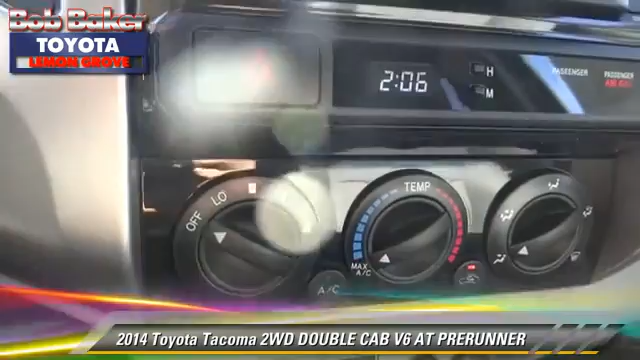 Bob Baker
TOYOTA
LEMON GROVE
2:06
H
M
PASSENGER
PASSENGER
AIR BAG
OFF
LO
TEMP
MAX
A/C
A/C
2014 Toyota Tacoma 2WD DOUBLE CAB V6 AT PRERUNNER